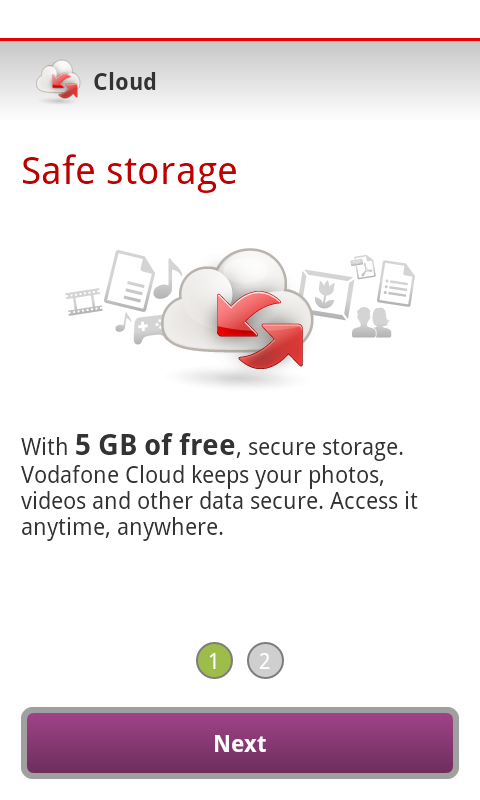 Cloud
Safe storage
With 5 GB of free, secure storage.
Vodafone Cloud keeps your photos,
videos and other data secure. Access it
anytime, anywhere.
1 2
Next